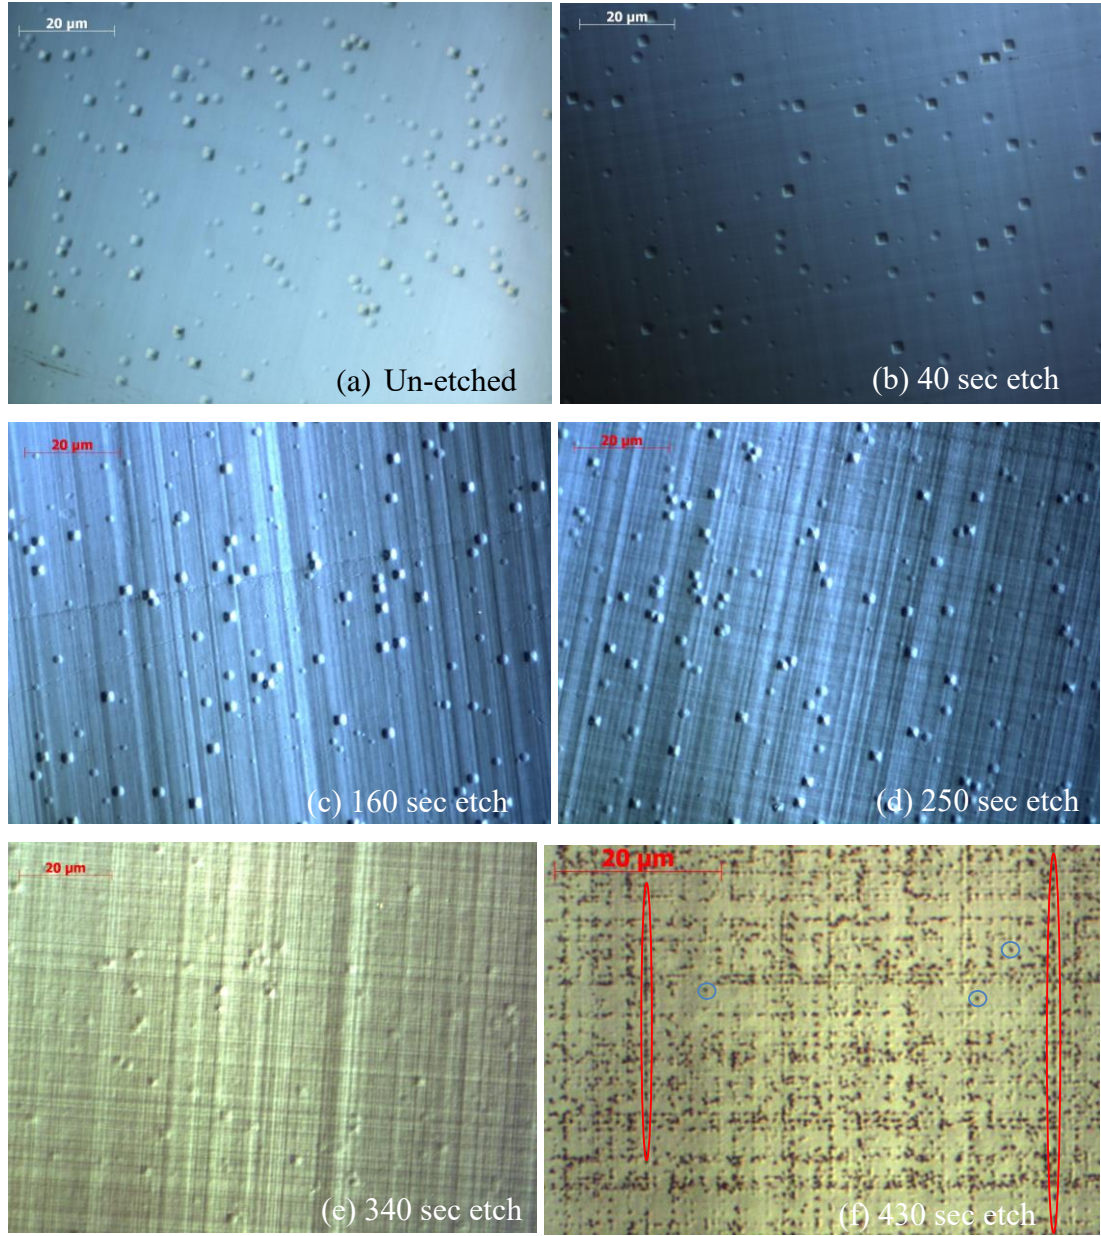 20 µm
20 µm
(a) Un-etched
(b) 40 sec etch
20 µm
20 µm
(c) 160 sec etch
(d) 250 sec etch
20 µm
20 µm
(e) 340 sec etch
(f) 430 sec etch